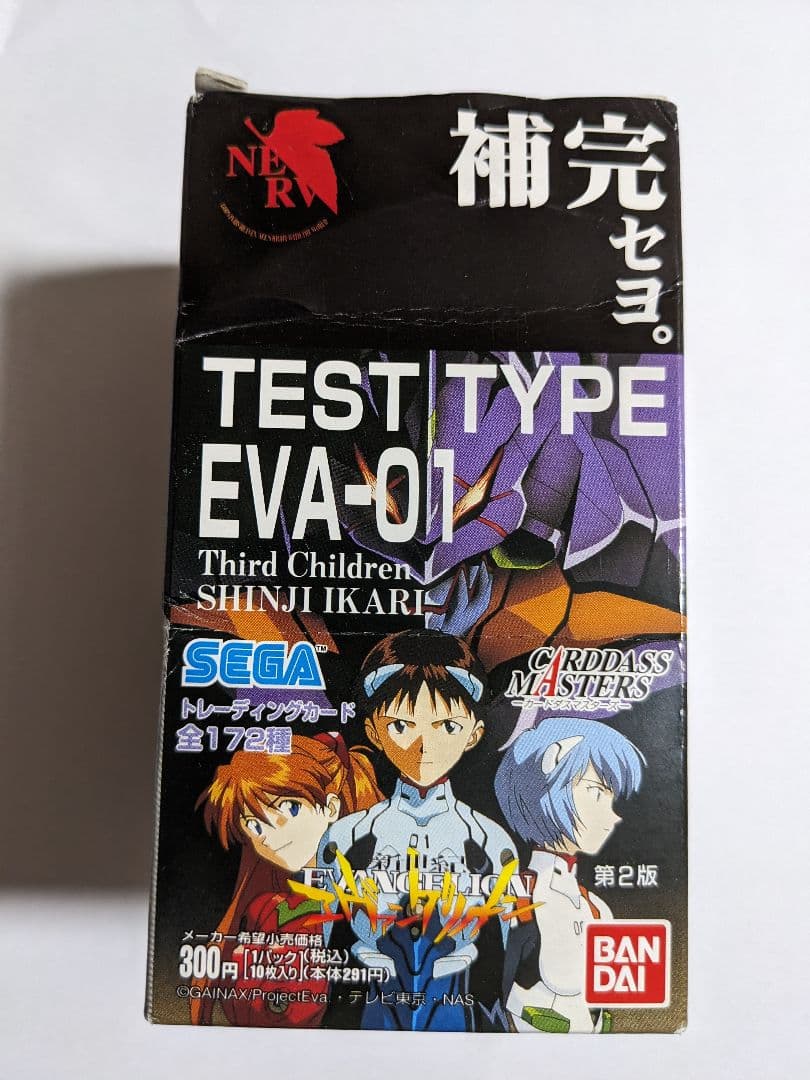 NERV
補完
セヨ。
TEST TYPE
EVA-01
Third Children
SHINJI IKARI
SEGA™
CARDDASS
MASTERS
カードダスマスターズ
トレーディングカード
全172種
新世紀
EVANGELION
エヴァンゲリオン
第2版
メーカー希望小売価格
300円[1パック 10枚入り](税込)(本体291円)
BAN
DAI
©GAINAX/ProjectEva.・テレビ東京・NAS